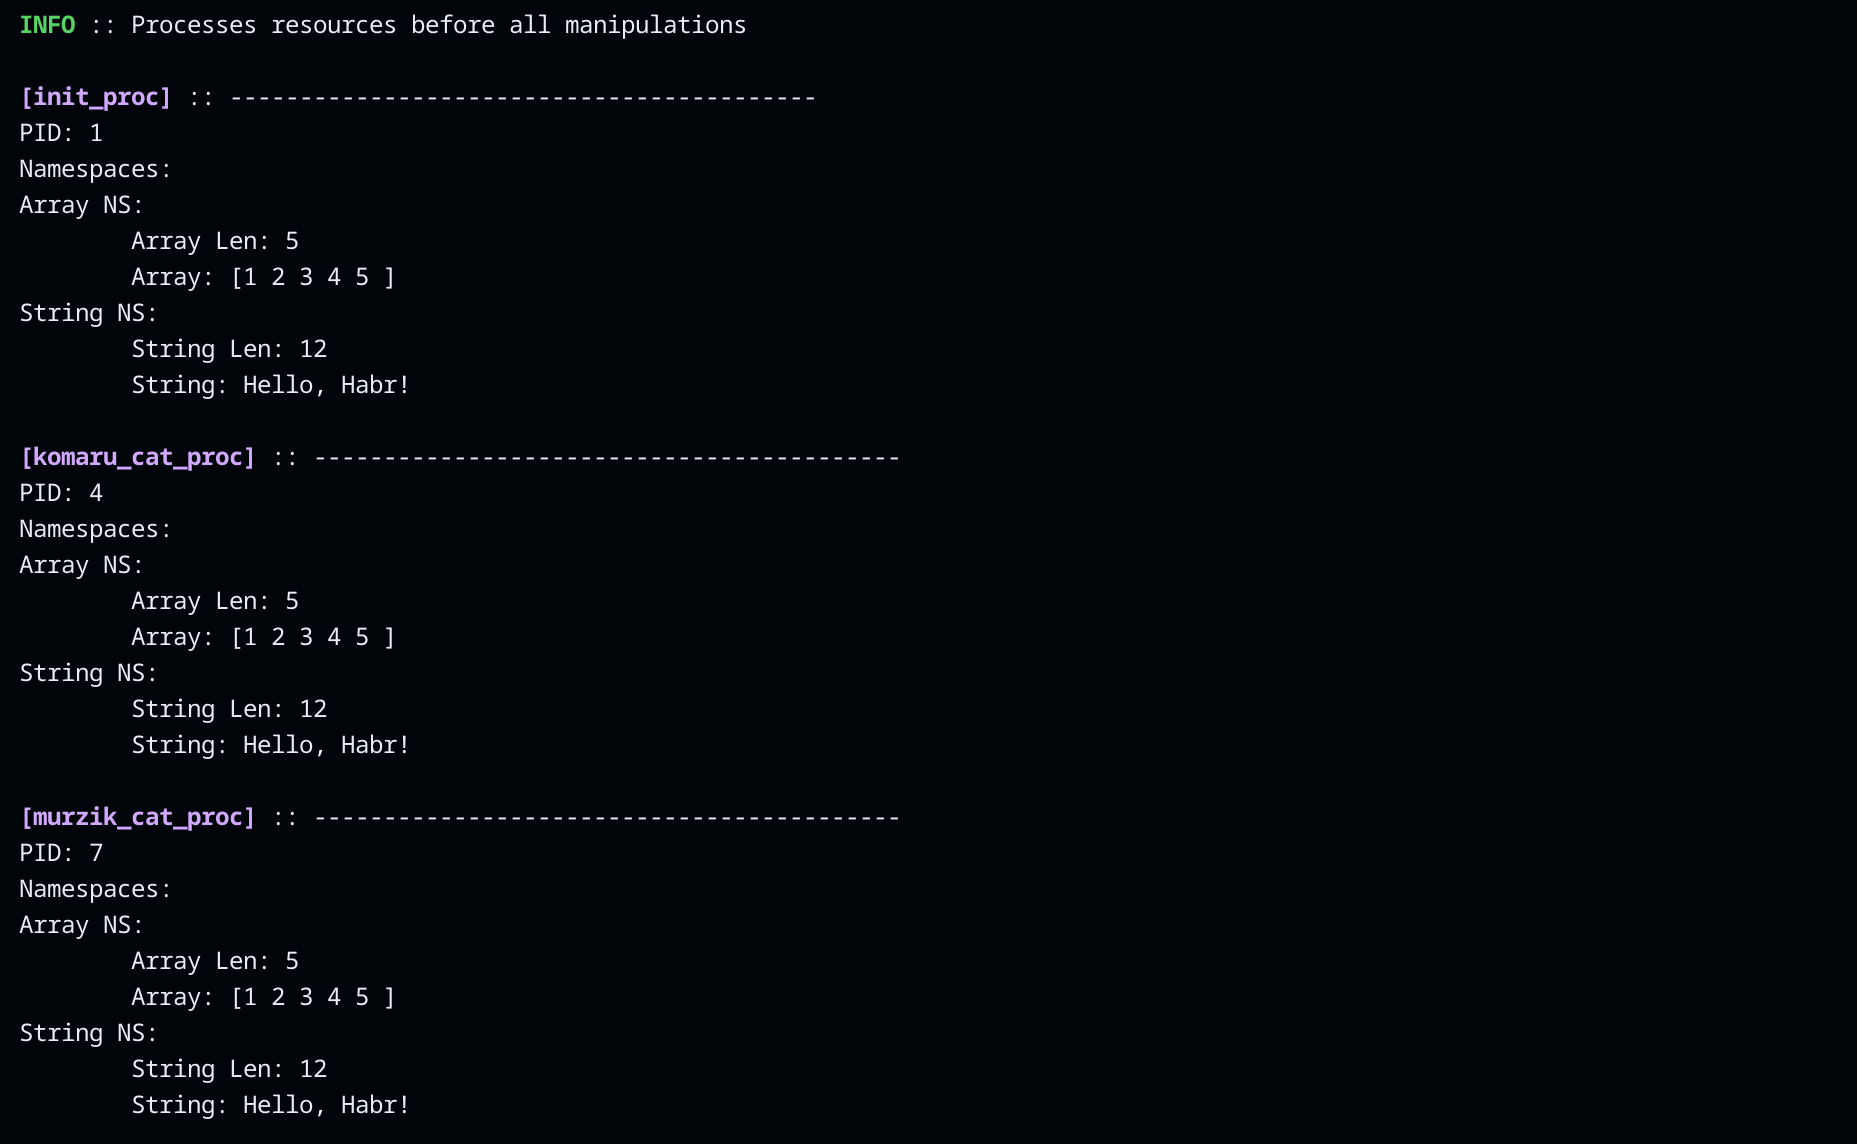 INFO :: Processes resources before all manipulations
[init_proc] :: ------------------------------------------
PID: 1
Namespaces:
Array NS:
Array Len: 5
Array: [1 2 3 4 5 ]
String NS:
String Len: 12
String: Hello, Habr!
[komaru_cat_proc] :: ------------------------------------------
PID: 4
Namespaces:
Array NS:
Array Len: 5
Array: [1 2 3 4 5 ]
String NS:
String Len: 12
String: Hello, Habr!
[murzik_cat_proc] :: ------------------------------------------
PID: 7
Namespaces:
Array NS:
Array Len: 5
Array: [1 2 3 4 5 ]
String NS:
String Len: 12
String: Hello, Habr!